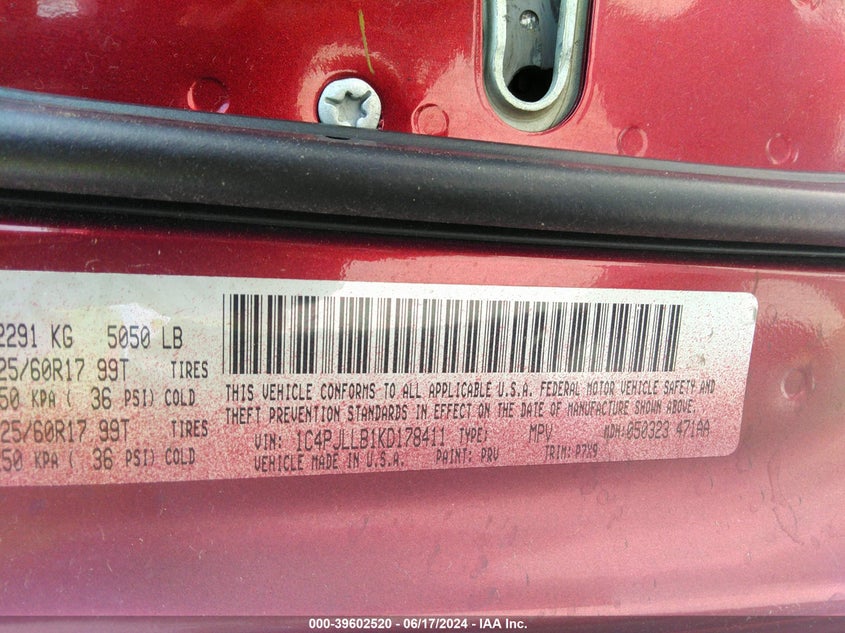 2291 KG 5050 LB
25/60R17 99T TIRES
50 KPA ( 36 PSI) COLD
25/60R17 99T TIRES
50 KPA ( 36 PSI) COLD
THIS VEHICLE CONFORMS TO ALL APPLICABLE U.S.A. FEDERAL MOTOR VEHICLE SAFETY AND
THEFT PREVENTION STANDARDS IN EFFECT ON THE DATE OF MANUFACTURE SHOWN ABOVE.
VIN: 1C4PJLLB1KD178411 TYPE: MPV MDH: 050323 471AA
VEHICLE MADE IN U.S.A. PAINT: PRV TRIM: P7X9
000-39602520 - 06/17/2024 - IAA Inc.